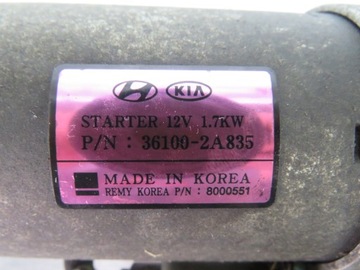 KIA
STARTER 12V 1.7KW
P/N : 36100-2A835
MADE IN KOREA
REMY KOREA P/N : 8000551